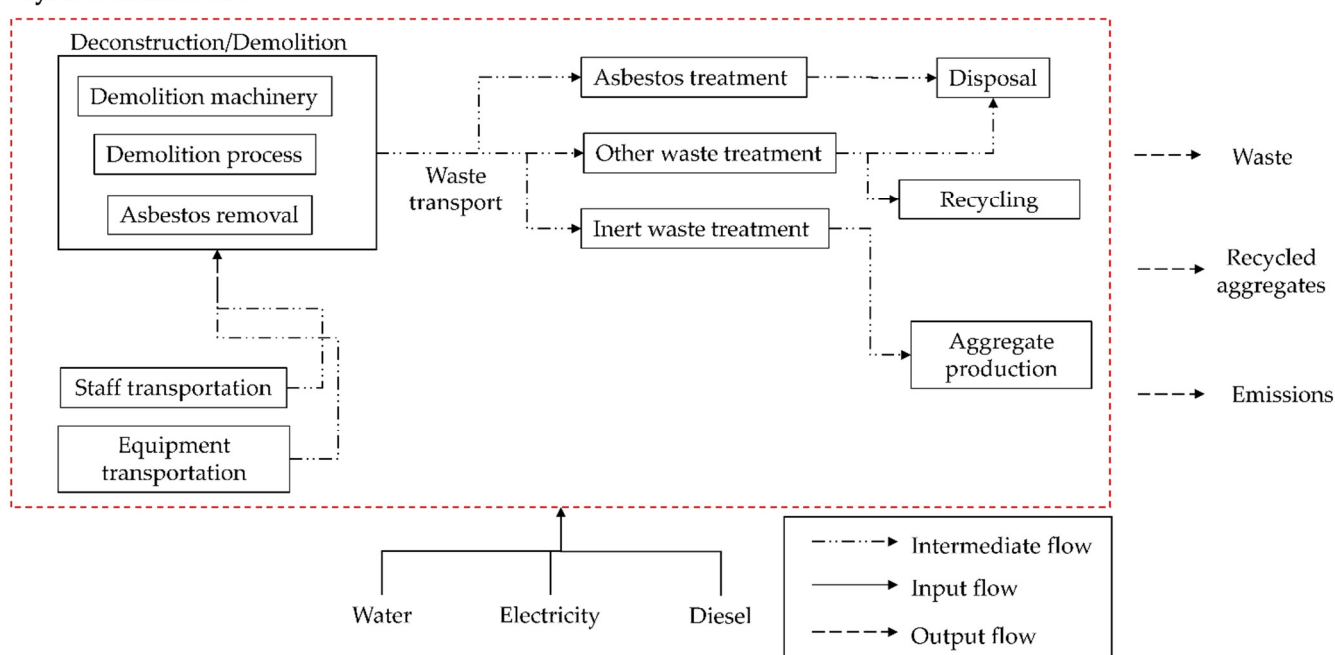 Deconstruction/Demolition
Demolition machinery
Demolition process
Asbestos removal
Staff transportation
Equipment
transportation
Waste
transport
Asbestos treatment
Other waste treatment
Inert waste treatment
Disposal
Recycling
Aggregate
production
Waste
Recycled
aggregates
Emissions
Water
Electricity
Diesel
Intermediate flow
Input flow
Output flow